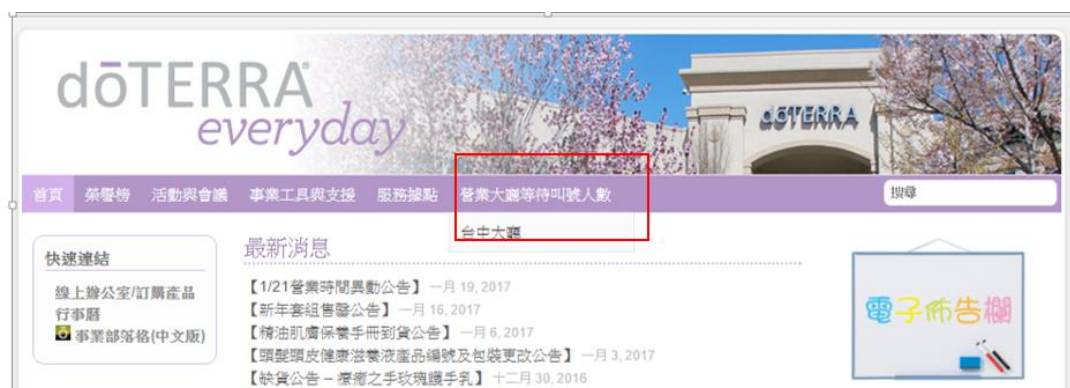 dōTERRA
everyday
dōTERRA
首頁 榮譽榜 活動與會議 事業工具與支援 服務據點 營業大廳等待叫號人數 搜尋
台中大廳
快速連結
線上辦公室/訂購產品
行事曆
事業部落格(中文版)
最新消息
【1/21營業時間異動公告】 一月 19, 2017
【新年套組售罄公告】 一月 16, 2017
【精油肌膚保養手冊到貨公告】 一月 6, 2017
【頭髮頭皮健康滋養液產品編號及包裝更改公告】 一月 3, 2017
【缺貨公告 – 療癒之手玫瑰護手乳】 十二月 30, 2016
電子佈告欄